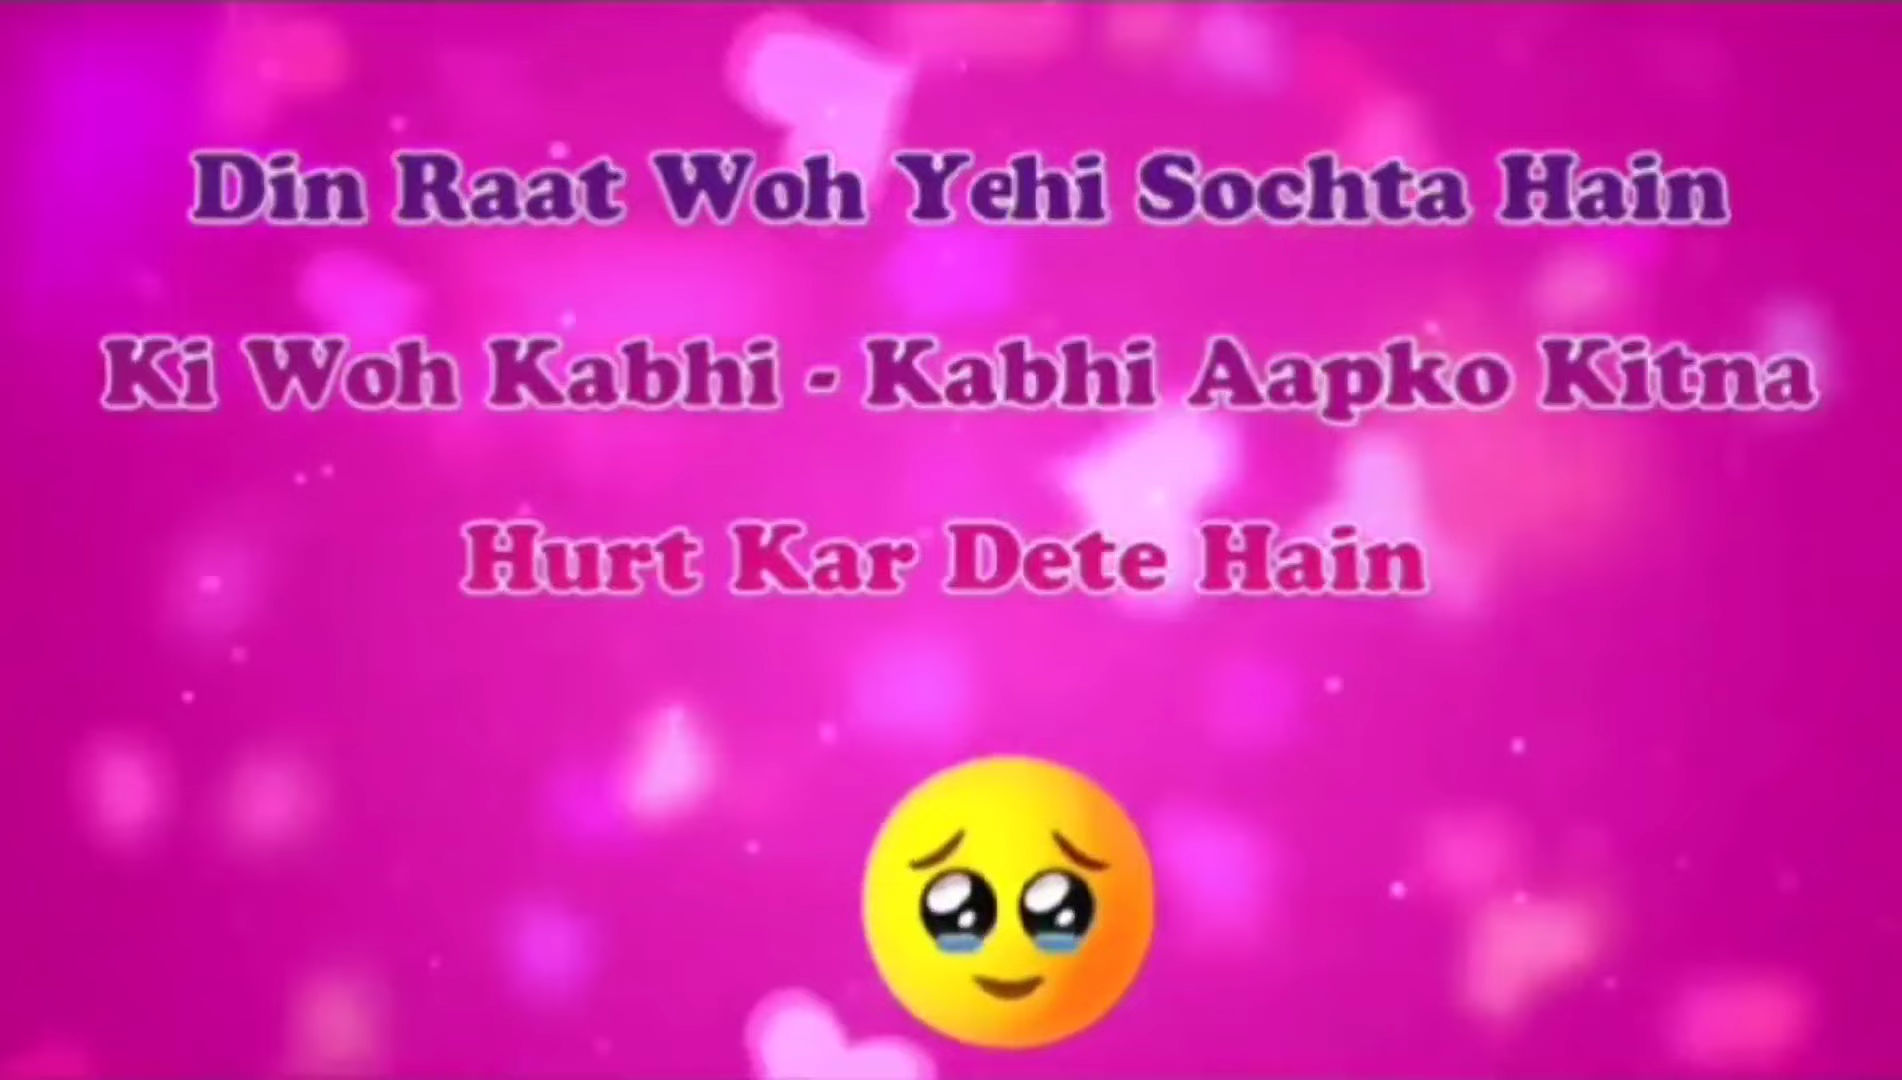 Din Raat Woh Yehi Sochta Hain
Ki Woh Kabhi - Kabhi Aapko Kitna
Hurt Kar Dete Hain